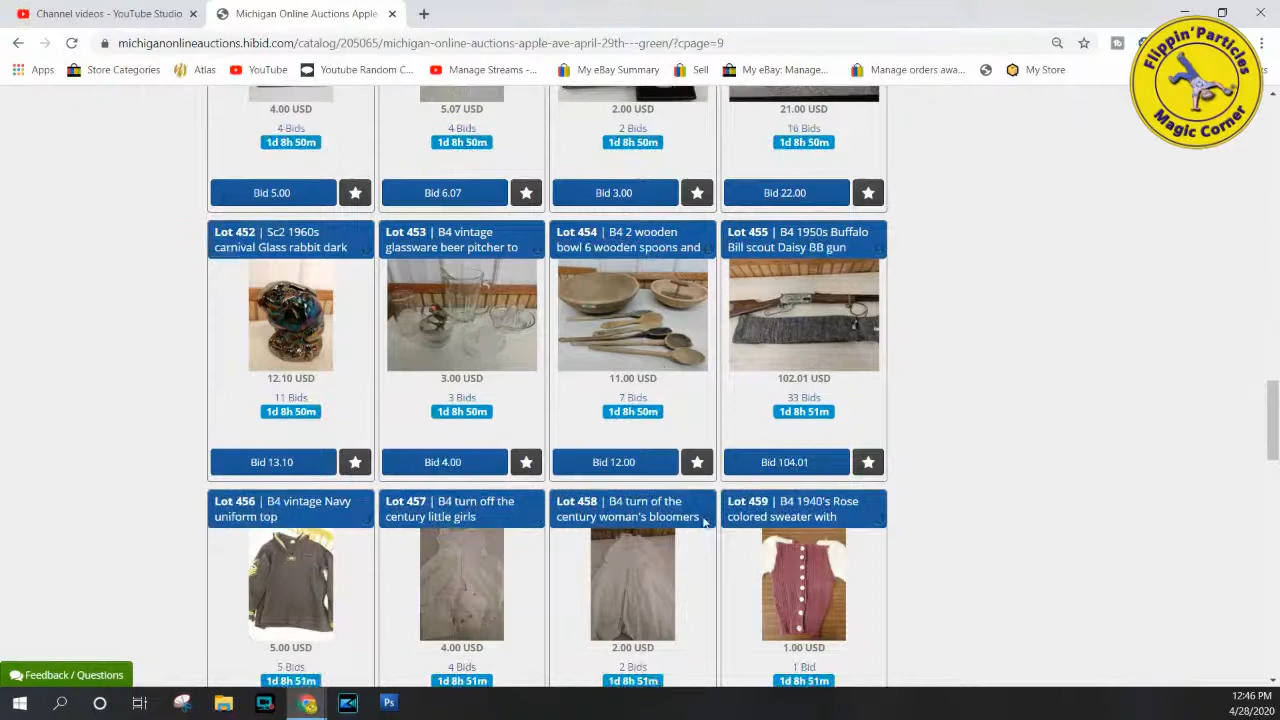 Channel videos - YouTube Studio
Michigan Online Auctions Apple
michiganonlineauctions.hibid.com/catalog/205065/michigan-online-auctions-apple-ave-april-29th---green/?cpage=9
Apps
Store Categories
Atlas
YouTube
Youtube Random C...
Manage Streams -...
My eBay Summary
Sell
My eBay: Manage...
Manage orders awa...
My Store
Flippin' Particles
Magic Corner
4.00 USD
5.07 USD
2.00 USD
21.00 USD
4 Bids
4 Bids
2 Bids
16 Bids
1d 8h 50m
1d 8h 50m
1d 8h 50m
1d 8h 50m
Bid 5.00
Bid 6.07
Bid 3.00
Bid 22.00
Lot 452 | Sc2 1960s
carnival Glass rabbit dark
Lot 453 | B4 vintage
glassware beer pitcher to
Lot 454 | B4 2 wooden
bowl 6 wooden spoons and
Lot 455 | B4 1950s Buffalo
Bill scout Daisy BB gun
12.10 USD
3.00 USD
11.00 USD
102.01 USD
11 Bids
3 Bids
7 Bids
33 Bids
1d 8h 50m
1d 8h 50m
1d 8h 50m
1d 8h 51m
Bid 13.10
Bid 4.00
Bid 12.00
Bid 104.01
Lot 456 | B4 vintage Navy
uniform top
Lot 457 | B4 turn off the
century little girls
Lot 458 | B4 turn of the
century woman's bloomers
Lot 459 | B4 1940's Rose
colored sweater with
5.00 USD
4.00 USD
2.00 USD
1.00 USD
5 Bids
4 Bids
2 Bids
1 Bid
1d 8h 51m
1d 8h 51m
1d 8h 51m
1d 8h 51m
Feedback / Questions
12:46 PM
4/28/2020